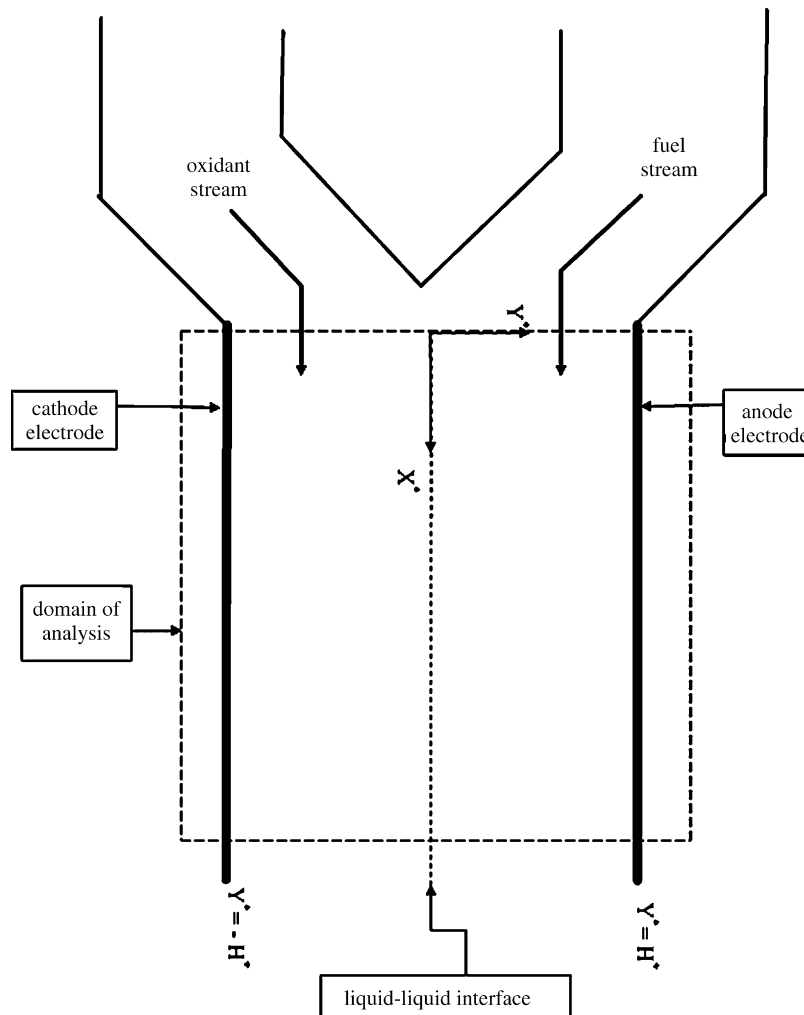 oxidant
stream
fuel
stream
Y*
cathode
electrode
anode
electrode
X*
domain of
analysis
Y*=-H*
Y*=H*
liquid-liquid interface